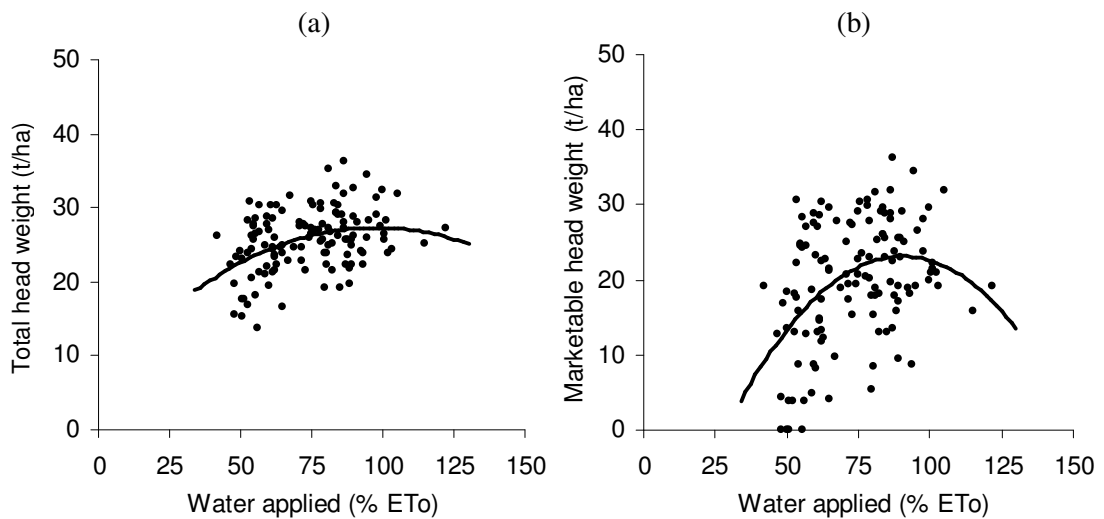 (a)
Total head weight (t/ha)
50
40
30
20
10
0
0 25 50 75 100 125 150
Water applied (% ETo)
(b)
Marketable head weight (t/ha)
50
40
30
20
10
0
0 25 50 75 100 125 150
Water applied (% ETo)